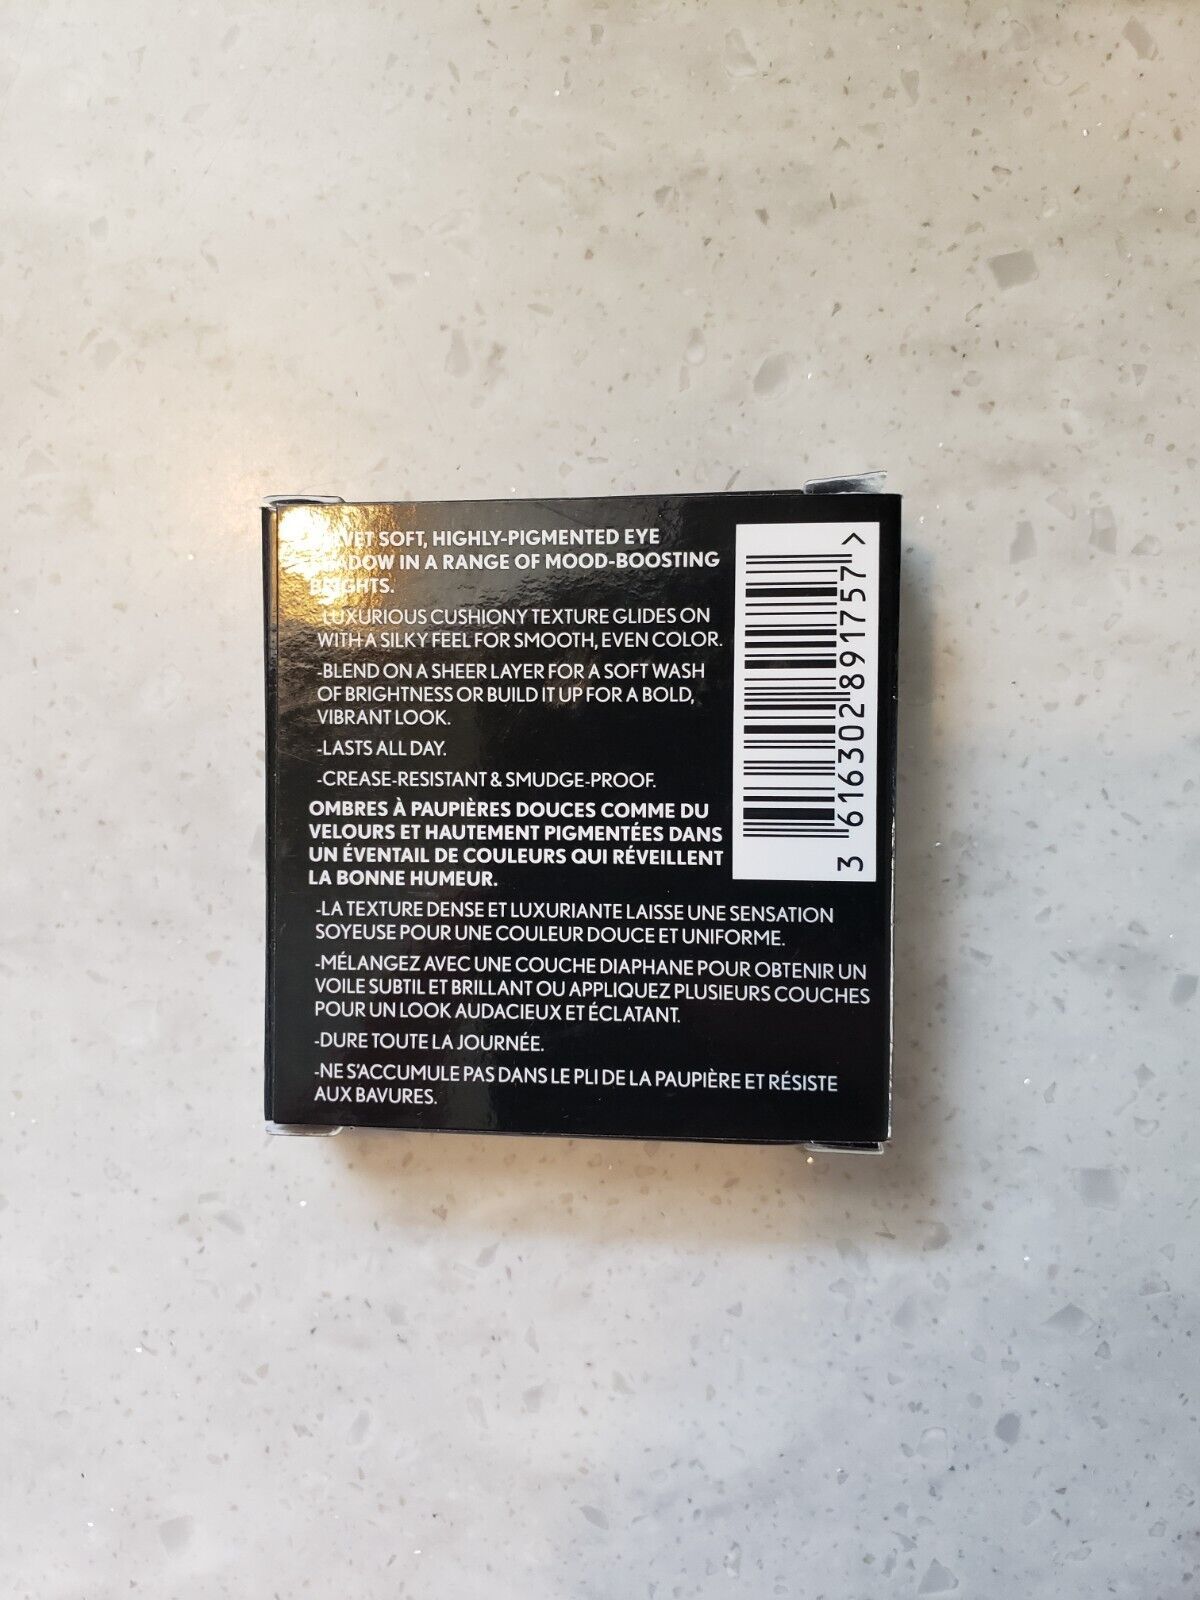 SOFT, HIGHLY-PIGMENTED EYE
IN A RANGE OF MOOD-BOOSTING
BRIGHTS.
-LUXURIOUS CUSHIONY TEXTURE GLIDES ON
WITH A SILKY FEEL FOR SMOOTH, EVEN COLOR.
-BLEND ON A SHEER LAYER FOR A SOFT WASH
OF BRIGHTNESS OR BUILD IT UP FOR A BOLD,
VIBRANT LOOK.
-LASTS ALL DAY.
-CREASE-RESISTANT & SMUDGE-PROOF.
OMBRES À PAUPIÈRES DOUCES COMME DU
VELOURS ET HAUTEMENT PIGMENTÉES DANS
UN ÉVENTAIL DE COULEURS QUI RÉVEILLENT
LA BONNE HUMEUR.
-LA TEXTURE DENSE ET LUXURIANTE LAISSE UNE SENSATION
SOYEUSE POUR UNE COULEUR DOUCE ET UNIFORME.
-MÉLANGEZ AVEC UNE COUCHE DIAPHANE POUR OBTENIR UN
VOILE SUBTIL ET BRILLANT OU APPLIQUEZ PLUSIEURS COUCHES
POUR UN LOOK AUDACIEUX ET ÉCLATANT.
-DURE TOUTE LA JOURNÉE.
-NE S'ACCUMULE PAS DANS LE PLI DE LA PAUPIÈRE ET RÉSISTE
AUX BAVURES.
3 616302 891757 >